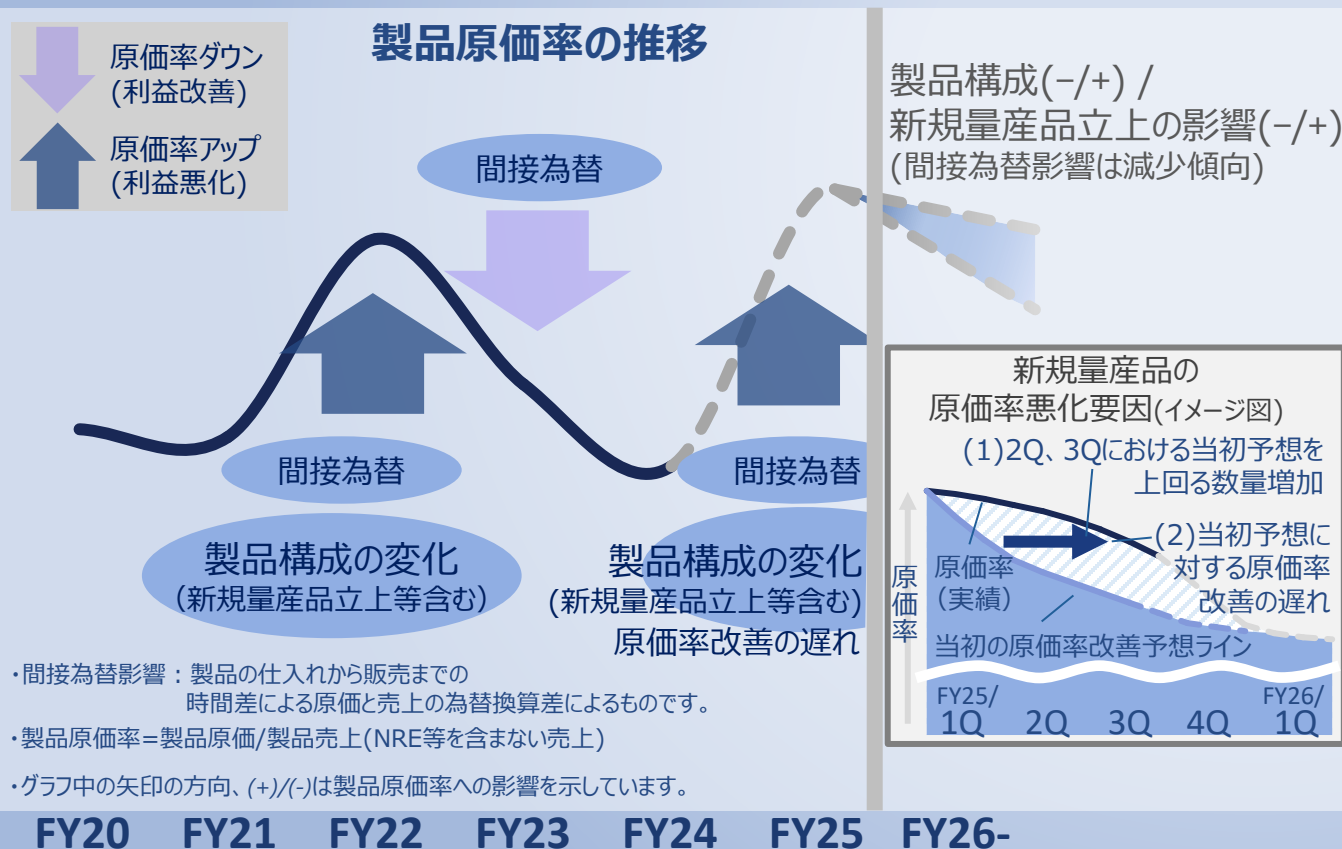 製品原価率の推移
原価率ダウン
(利益改善)
原価率アップ
(利益悪化)
間接為替
間接為替
製品構成の変化
(新規量産品立上等含む)
間接為替
製品構成の変化
(新規量産品立上等含む)
原価率改善の遅れ
製品構成(−/+) /
新規量産品立上の影響(−/+)
(間接為替影響は減少傾向)
新規量産品の
原価率悪化要因(イメージ図)
(1)2Q、3Qにおける当初予想を
上回る数量増加
(2)当初予想に
対する原価率
改善の遅れ
原価率
原価率
(実績)
当初の原価率改善予想ライン
FY25/
1Q 2Q 3Q 4Q
FY26/
1Q
・間接為替影響：製品の仕入れから販売までの
時間差による原価と売上の為替換算差によるものです。
・製品原価率=製品原価/製品売上(NRE等を含まない売上)
・グラフ中の矢印の方向、(+)/(-)は製品原価率への影響を示しています。
FY20 FY21 FY22 FY23 FY24 FY25 FY26-